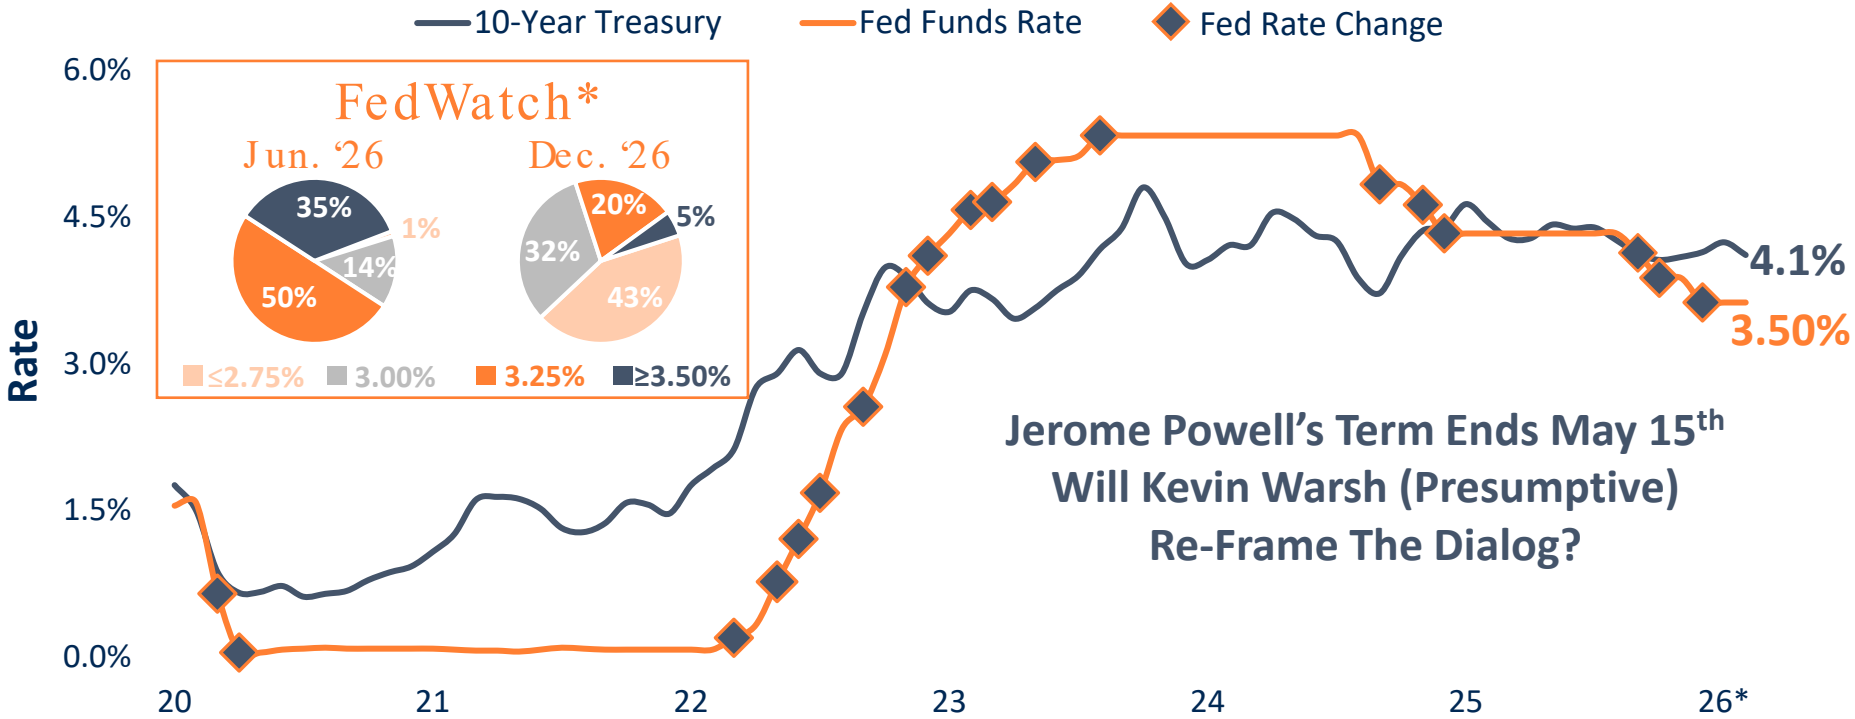 10-Year Treasury
Fed Funds Rate
Fed Rate Change
6.0%
4.5%
3.0%
1.5%
0.0%
Rate
FedWatch*
Jun. ‘26
Dec. ‘26
35%
1%
14%
50%
20%
5%
32%
43%
≤2.75%
3.00%
3.25%
≥3.50%
4.1%
3.50%
Jerome Powell’s Term Ends May 15th
Will Kevin Warsh (Presumptive)
Re-Frame The Dialog?
20
21
22
23
24
25
26*